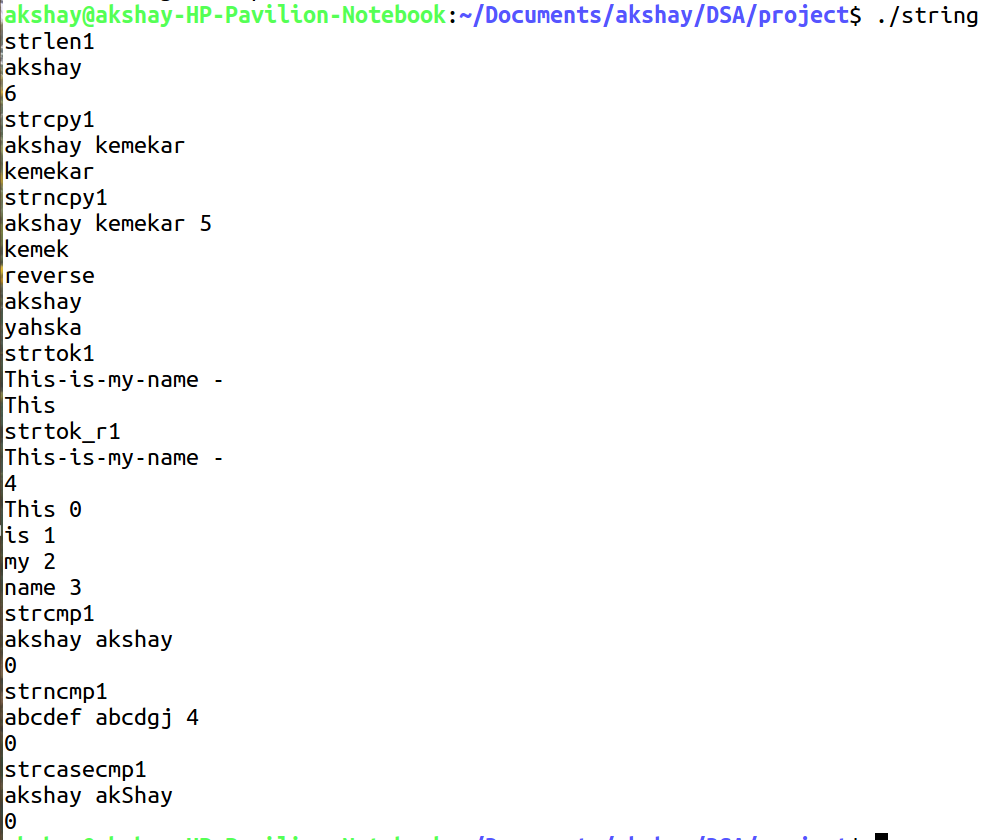 akshay@akshay-HP-Pavilion-Notebook:~/Documents/akshay/DSA/project$ ./string
strlen1
akshay
6
strcpy1
akshay kemekar
kemekar
strncpy1
akshay kemekar 5
kemek
reverse
akshay
yahska
strtok1
This-is-my-name -
This
strtok_r1
This-is-my-name -
4
This 0
is 1
my 2
name 3
strcmp1
akshay akshay
0
strncmp1
abcdef abcdgj 4
0
strcasecmp1
akshay akShay
0